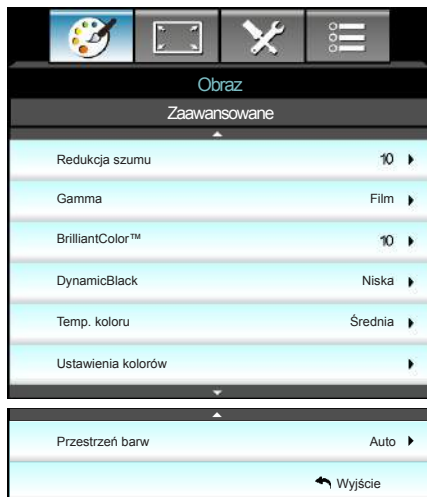 Obraz
Zaawansowane
Redukcja szumu 10
Gamma Film
BrilliantColor™ 10
DynamicBlack Niska
Temp. koloru Średnia
Ustawienia kolorów
Przestrzeń barw Auto
Wyjście